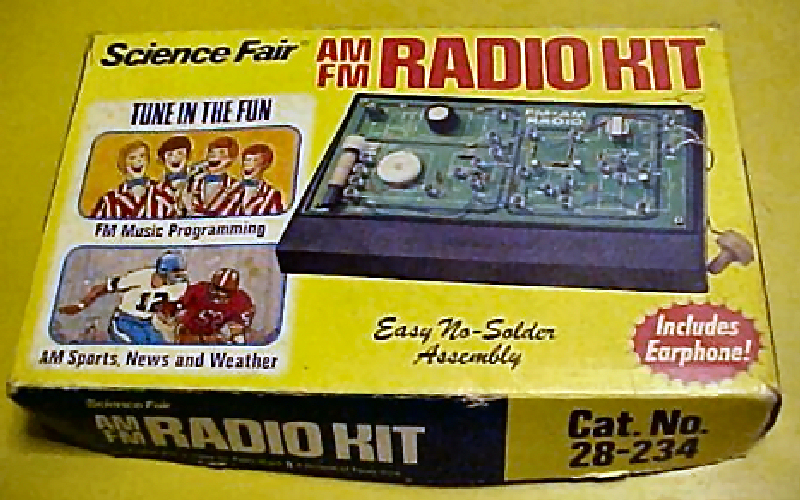 Science Fair
AM
FM
RADIO KIT
TUNE IN THE FUN
FM Music Programming
12
AM Sports, News and Weather
FM-AM
RADIO
Easy No-Solder
Assembly
Includes
Earphone!
Science Fair
AM
FM
RADIO KIT
Cat. No.
28-234